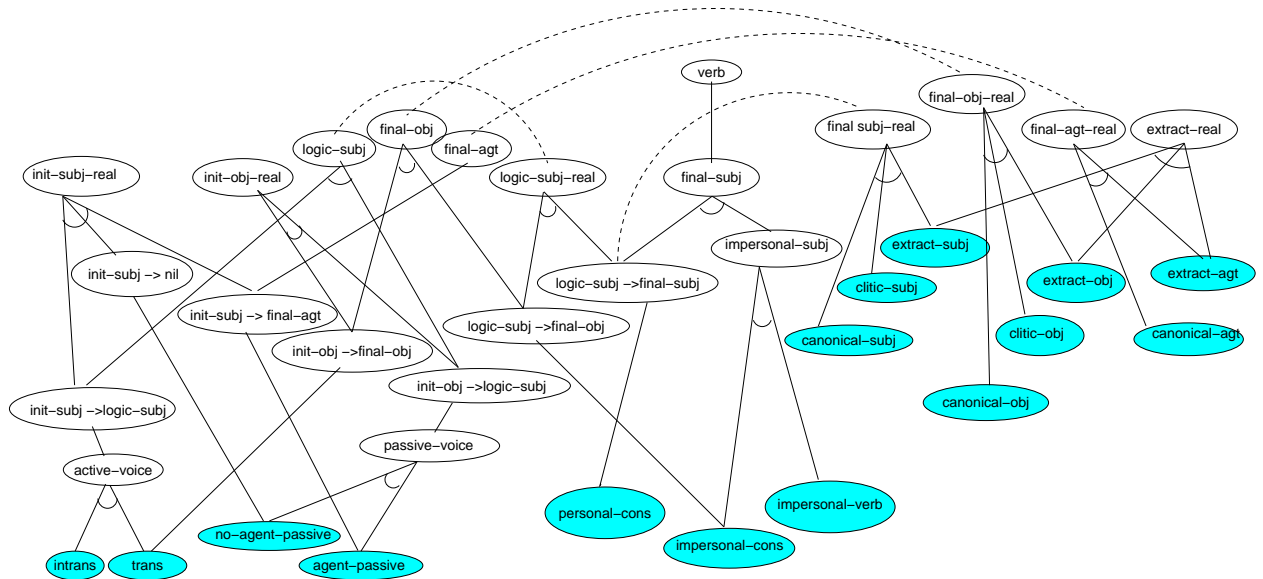 verb
final−obj−real
final−obj
final subj−real
final−agt−real
extract−real
logic−subj
final−agt
init−subj−real
init−obj−real
logic−subj−real
final−subj
impersonal−subj
extract−subj
init−subj −> nil
logic−subj −>final−subj
clitic−subj
extract−obj
extract−agt
init−subj −> final−agt
logic−subj −>final−obj
canonical−subj
clitic−obj
canonical−agt
init−obj −>final−obj
init−obj −>logic−subj
canonical−obj
init−subj −>logic−subj
passive−voice
active−voice
personal−cons
impersonal−verb
no−agent−passive
impersonal−cons
intrans
trans
agent−passive